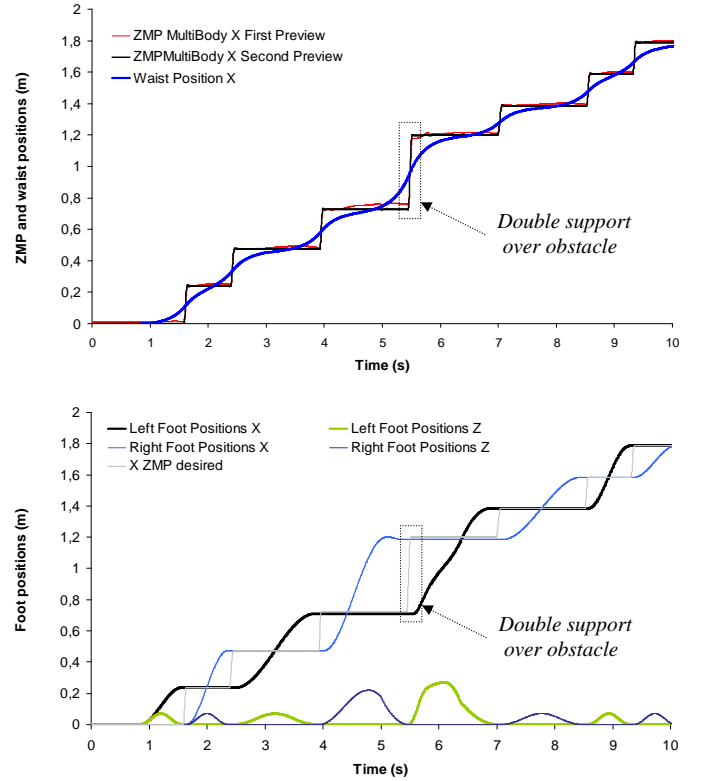 ZMP and waist positions (m)
2
1,8
1,6
1,4
1,2
1
0,8
0,6
0,4
0,2
0
ZMP MultiBody X First Preview
ZMPMultiBody X Second Preview
Waist Position X
Double support
over obstacle
0 1 2 3 4 5 6 7 8 9 10
Time (s)
Foot positions (m)
2
1,8
1,6
1,4
1,2
1
0,8
0,6
0,4
0,2
0
Left Foot Positions X Left Foot Positions Z
Right Foot Positions X Right Foot Positions Z
X ZMP desired
Double support
over obstacle
0 1 2 3 4 5 6 7 8 9 10
Time (s)